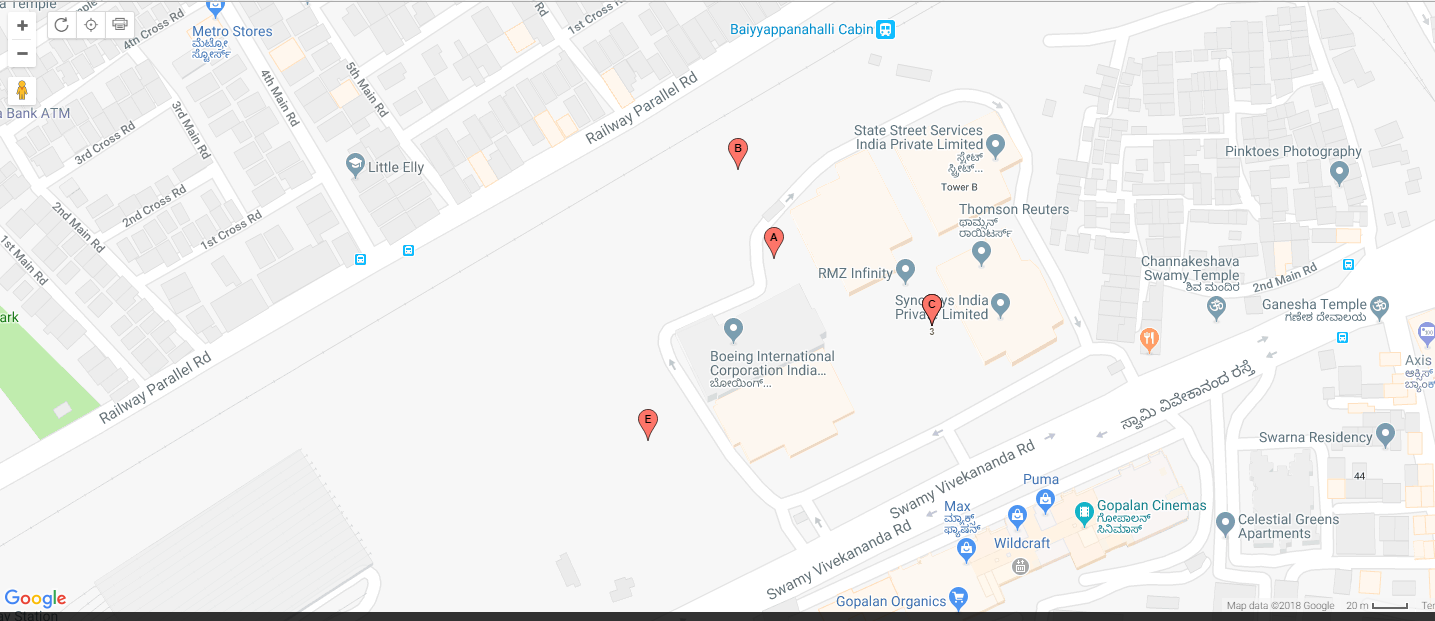 a Temple
4th Cross Rd
Metro Stores
ಮೆಟ್ರೋ
ಸ್ಟೋರ್ಸ್
1st Cross Rd
Rd
Baiyyappanahalli Cabin
a Bank ATM
3rd Main Rd
4th Main Rd
5th Main Rd
Railway Parallel Rd
3rd Cross Rd
Little Elly
B
State Street Services
India Private Limited
ಸ್ಟೇಟ್
ಸ್ಟ್ರೀಟ್...
Tower B
Pinktoes Photography
2nd Cross Rd
2nd Main Rd
1st Cross Rd
1st Main Rd
Thomson Reuters
ಥಾಮ್ಸನ್
ರಾಯಿಟರ್ಸ್
A
RMZ Infinity
Channakeshava
Swamy Temple
ಶಿವ ಮಂದಿರ
2nd Main Rd
Ganesha Temple
ಗಣೇಶ ದೇವಾಲಯ
C
3
India
Private Limited
ark
Boeing International
Corporation India...
ಬೋಯಿಂಗ್...
Railway Parallel Rd
Axis
ಆಕ್ಸಿಸ್
ಬ್ಯಾಂಕ್
ಸ್ವಾಮಿ ವಿವೇಕಾನಂದ ರಸ್ತೆ
E
Swarna Residency
44
Swamy Vivekananda Rd
Puma
Max
ಮ್ಯಾಕ್ಸ್
ಫ್ಯಾಷನ್
Gopalan Cinemas
ಗೋಪಾಲನ್
ಸಿನಿಮಾಸ್
Wildcraft
Celestial Greens
Apartments
Swamy Vivekananda Rd
Gopalan Organics
Google
Map data ©2018 Google
20 m
Ter
ay Station